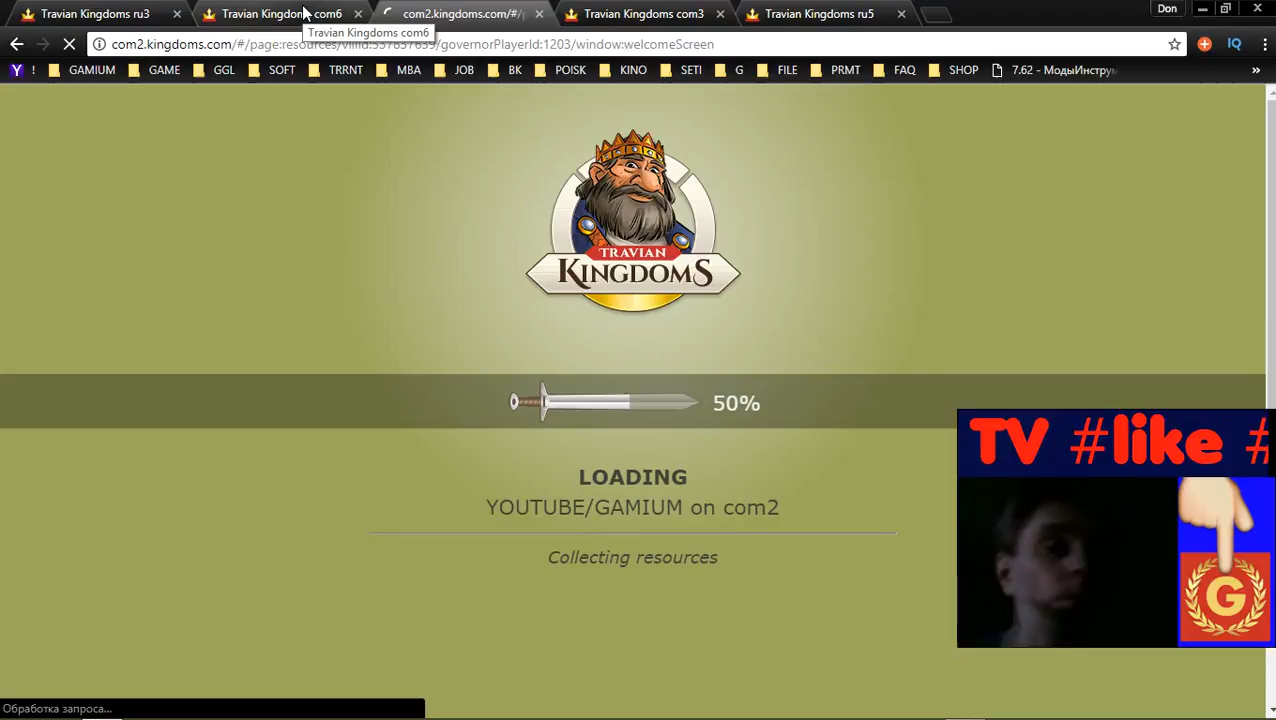 Travian Kingdoms ru3
Travian Kingdoms com6
com2.kingdoms.com/#/
Travian Kingdoms com3
Travian Kingdoms ru5
Don
Travian Kingdoms com6
com2.kingdoms.com/#/page:resources/villId:537657639/governorPlayerId:1203/window:welcomeScreen
IQ
Y !
GAMIUM
GAME
GGL
SOFT
TRRNT
MBA
JOB
BK
POISK
KINO
SETI
G
FILE
PRMT
FAQ
SHOP
7.62 - МодыИнструм
»
TRAVIAN
KINGDOMS
50%
TV #like #
LOADING
YOUTUBE/GAMIUM on com2
Collecting resources
G
Обработка запроса...